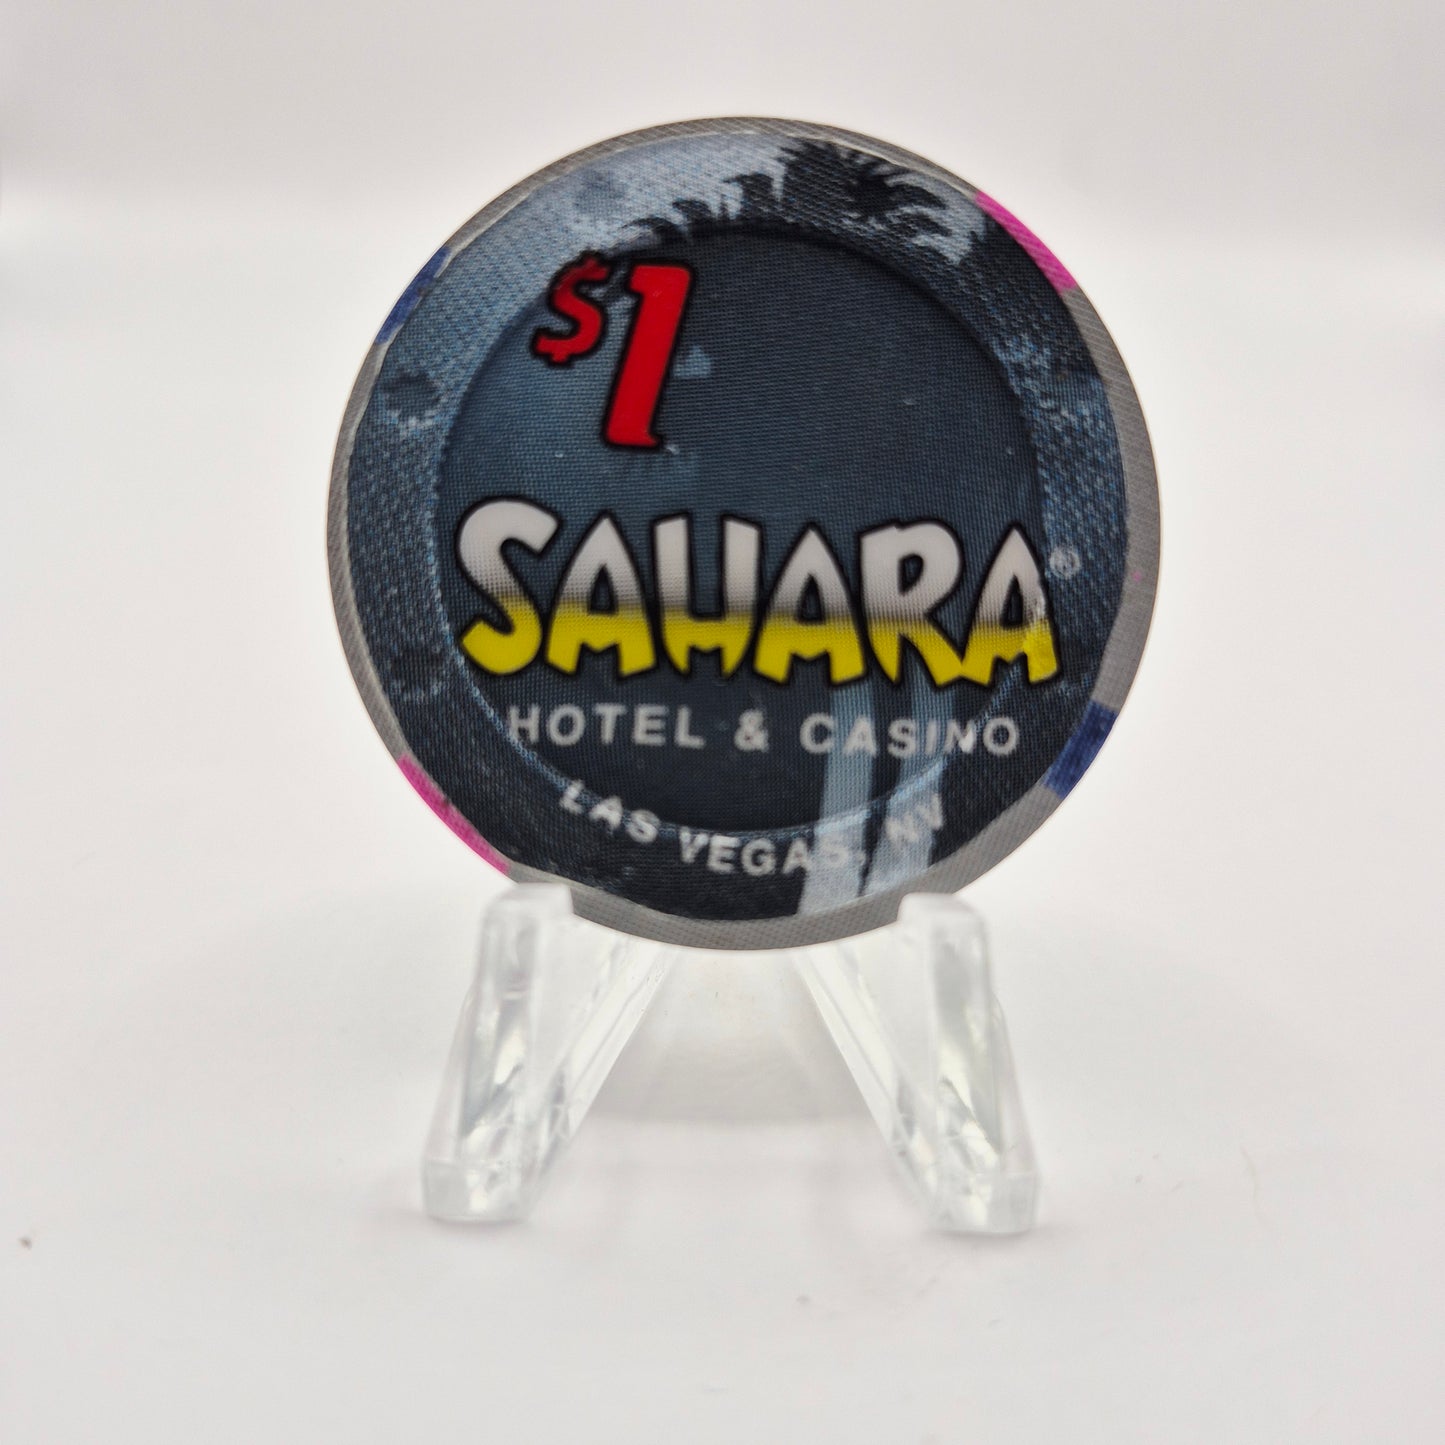 $1
SAHARA®
HOTEL & CASINO
LAS VEGAS, NV